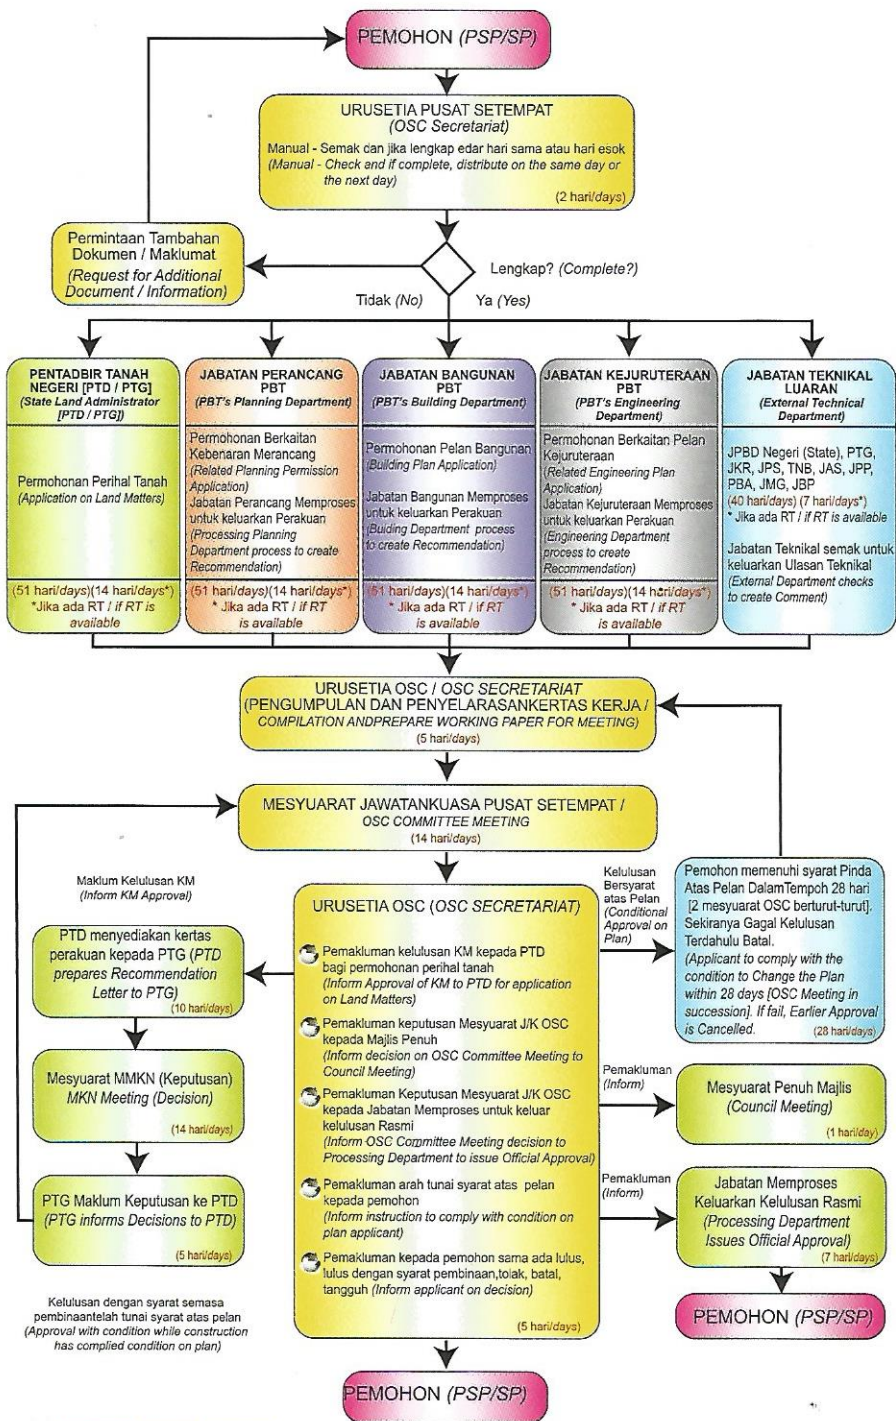 PEMOHON (PSP/SP)
URUSETIA PUSAT SETEMPAT
(OSC Secretariat)
Manual - Semak dan jika lengkap edar hari sama atau hari esok
(Manual - Check and if complete, distribute on the same day or
the next day)
(2 hari/days)
Permintaan Tambahan
Dokumen / Maklumat
(Request for Additional
Document / Information)
Lengkap? (Complete?)
Tidak (No)
Ya (Yes)
PENTADBIR TANAH
NEGERI [PTD / PTG]
(State Land Administrator
[PTD / PTG])
Permohonan Perihal Tanah
(Application on Land Matters)
(51 hari/days)(14 hari/days*)
*Jika ada RT / if RT is
available
JABATAN PERANCANG
PBT
(PBT's Planning Department)
Permohonan Berkaitan
Kebenaran Merancang
(Related Planning Permission
Application)
Jabatan Perancang Memproses
untuk keluarkan Perakuan
(Processing Planning
Department process to create
Recommendation)
(51 hari/days)(14 hari/days*)
* Jika ada RT / if RT
is available
JABATAN BANGUNAN
PBT
(PBT's Building Department)
Permohonan Pelan Bangunan
(Building Plan Application)
Jabatan Bangunan Memproses
untuk keluarkan Perakuan
(Buiding Department process
to create Recommendation)
(51 hari/days)(14 hari/days*)
* Jika ada RT / if RT
is available
JABATAN KEJURUTERAAN
PBT
(PBT's Engineering
Department)
Permohonan Berkaitan Pelan
Kejuruteraan
(Related Engineering Plan
Application)
Jabatan Kejuruteraan Memproses
untuk keluarkan Perakuan
(Engineering Department
process to create
Recommendation)
(51 hari/days)(14 hari/days*)
* Jika ada RT / if RT
is available
JABATAN TEKNIKAL
LUARAN
(External Technical
Department)
JPBD Negeri (State), PTG,
JKR, JPS, TNB, JAS, JPP,
PBA, JMG, JBP
(40 hari/days) (7 hari/days*)
* Jika ada RT / if RT is available
Jabatan Teknikal semak untuk
keluarkan Ulasan Teknikal
(External Department checks
to create Comment)
URUSETIA OSC / OSC SECRETARIAT
(PENGUMPULAN DAN PENYELARASANKERTAS KERJA /
COMPILATION ANDPREPARE WORKING PAPER FOR MEETING)
(5 hari/days)
MESYUARAT JAWATANKUASA PUSAT SETEMPAT /
OSC COMMITTEE MEETING
(14 hari/days)
Maklum Kelulusan KM
(Inform KM Approval)
PTD menyediakan kertas
perakuan kepada PTG (PTD
prepares Recommendation
Letter to PTG)
(10 hari/days)
Mesyuarat MMKN (Keputusan)
MKN Meeting (Decision)
(14 hari/days)
PTG Maklum Keputusan ke PTD
(PTG informs Decisions to PTD)
(5 hari/days)
Kelulusan dengan syarat semasa
pembinaantelah tunai syarat atas pelan
(Approval with condition while construction
has complied condition on plan)
URUSETIA OSC (OSC SECRETARIAT)
Pemakluman kelulusan KM kepada PTD
bagi permohonan perihal tanah
(Inform Approval of KM to PTD for application
on Land Matters)
Pemakluman keputusan Mesyuarat J/K OSC
kepada Majlis Penuh
(Inform decision on OSC Committee Meeting to
Council Meeting)
Pemakluman Keputusan Mesyuarat J/K OSC
kepada Jabatan Memproses untuk keluar
kelulusan Rasmi
(Inform OSC Committee Meeting decision to
Processing Department to issue Official Approval)
Pemakluman arah tunai syarat atas pelan
kepada pemohon
(Inform instruction to comply with condition on
plan applicant)
Pemakluman kepada pemohon sama ada lulus,
lulus dengan syarat pembinaan,tolak, batal,
tangguh (Inform applicant on decision)
(5 hari/days)
PEMOHON (PSP/SP)
Kelulusan
Bersyarat
atas Pelan
(Conditional
Approval on
Plan)
Pemohon memenuhi syarat Pinda
Atas Pelan DalamTempoh 28 hari
[2 mesyuarat OSC berturut-turut].
Sekiranya Gagal Kelulusan
Terdahulu Batal.
(Applicant to comply with the
condition to Change the Plan
within 28 days [OSC Meeting in
succession]. If fail, Earlier Approval
is Cancelled.
(28 hari/days)
Pemakluman
(Inform)
Mesyuarat Penuh Majlis
(Council Meeting)
(1 hari/day)
Pemakluman
(Inform)
Jabatan Memproses
Keluarkan Kelulusan Rasmi
(Processing Department
Issues Official Approval)
(7 hari/days)
PEMOHON (PSP/SP)